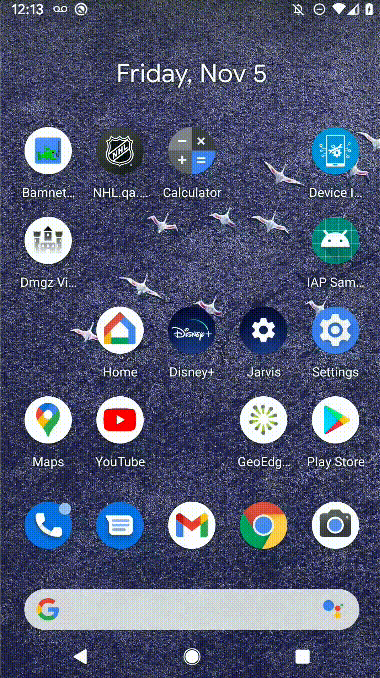 12:13
Friday, Nov 5
Bamnet... NHL.qa.... Calculator Device I...
Dmgz Vi... IAP Sam...
Home Disney+ Jarvis Settings
Maps YouTube GeoEdg... Play Store